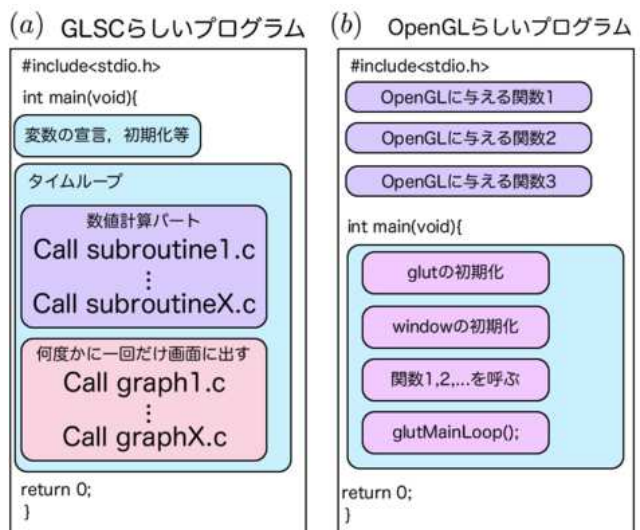 (a) GLSCらしいプログラム
#include<stdio.h>
int main(void){
変数の宣言，初期化等
タイムループ
数値計算パート
Call subroutine1.c
⋮
Call subroutineX.c
何度かに一回だけ画面に出す
Call graph1.c
⋮
Call graphX.c
return 0;
}
(b) OpenGLらしいプログラム
#include<stdio.h>
OpenGLに与える関数1
OpenGLに与える関数2
OpenGLに与える関数3
int main(void){
glutの初期化
windowの初期化
関数1,2,...を呼ぶ
glutMainLoop();
return 0;
}